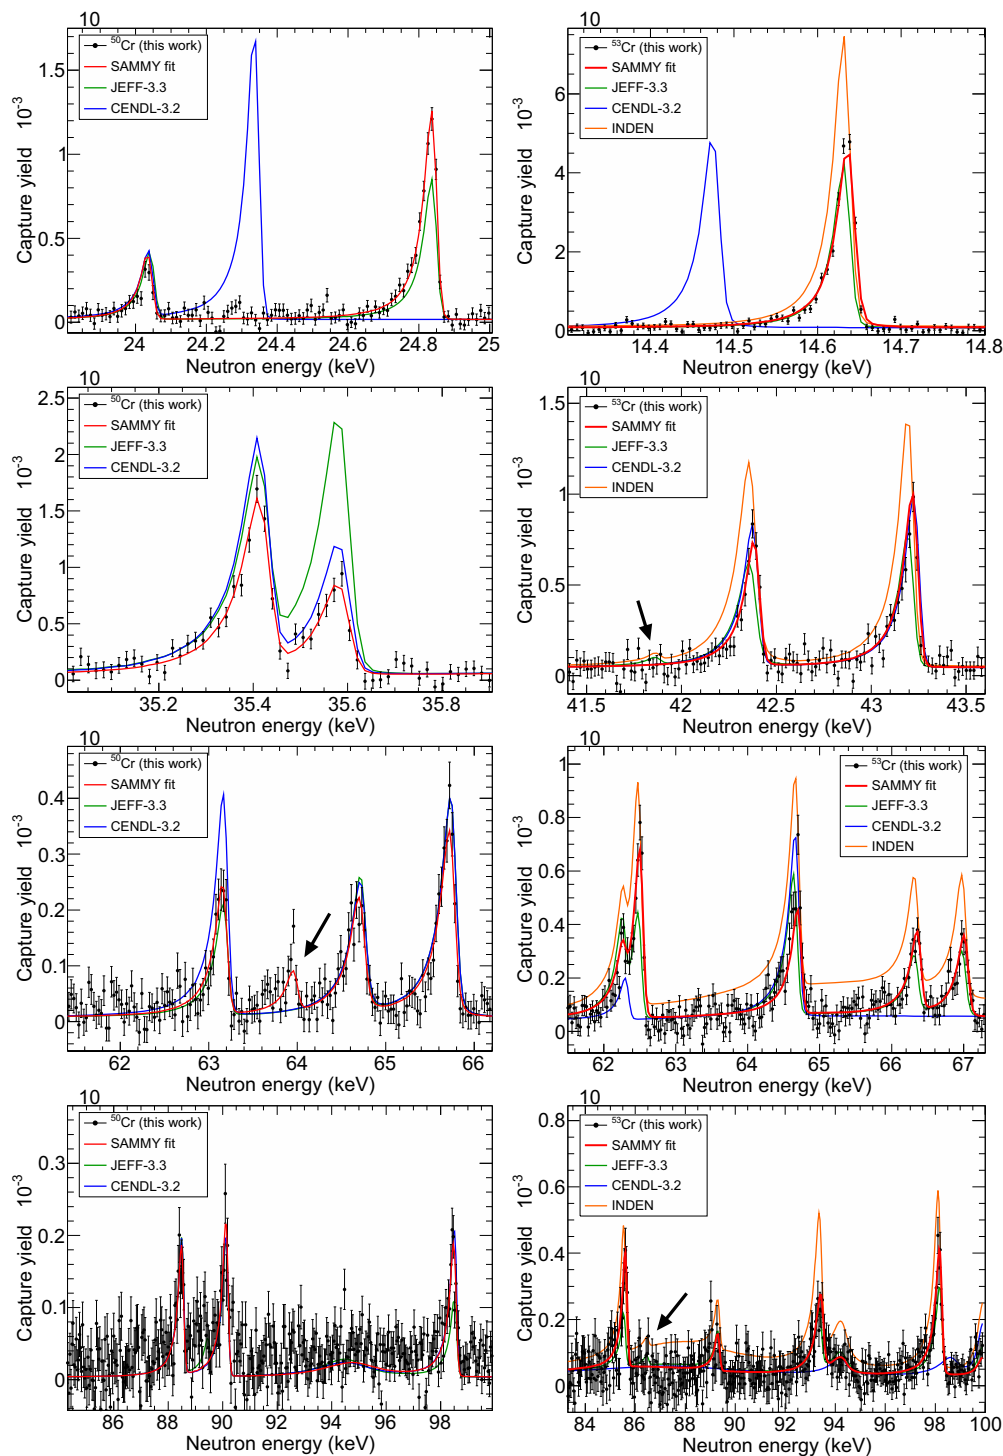 10
50Cr (this work)
SAMMY fit
JEFF-3.3
CENDL-3.2
Capture yield 10-3
1.5
1
0.5
0
24 24.2 24.4 24.6 24.8 25
Neutron energy (keV)
53Cr (this work)
SAMMY fit
JEFF-3.3
CENDL-3.2
INDEN
Capture yield 10-3
6
4
2
0
14.4 14.5 14.6 14.7 14.8
Neutron energy (keV)
10
50Cr (this work)
SAMMY fit
JEFF-3.3
CENDL-3.2
Capture yield 10-3
2.5
2
1.5
1
0.5
0
35.2 35.4 35.6 35.8
Neutron energy (keV)
10
53Cr (this work)
SAMMY fit
JEFF-3.3
CENDL-3.2
INDEN
Capture yield 10-3
1.5
1
0.5
0
41.5 42 42.5 43 43.5
Neutron energy (keV)
10
50Cr (this work)
SAMMY fit
JEFF-3.3
CENDL-3.2
Capture yield 10-3
0.4
0.3
0.2
0.1
0
62 63 64 65 66
Neutron energy (keV)
10
53Cr (this work)
SAMMY fit
JEFF-3.3
CENDL-3.2
INDEN
Capture yield 10-3
1
0.8
0.6
0.4
0.2
0
62 63 64 65 66 67
Neutron energy (keV)
10
50Cr (this work)
SAMMY fit
JEFF-3.3
CENDL-3.2
Capture yield 10-3
0.3
0.2
0.1
0
86 88 90 92 94 96 98
Neutron energy (keV)
10
53Cr (this work)
SAMMY fit
JEFF-3.3
CENDL-3.2
INDEN
Capture yield 10-3
0.8
0.6
0.4
0.2
0
84 86 88 90 92 94 96 98 100
Neutron energy (keV)